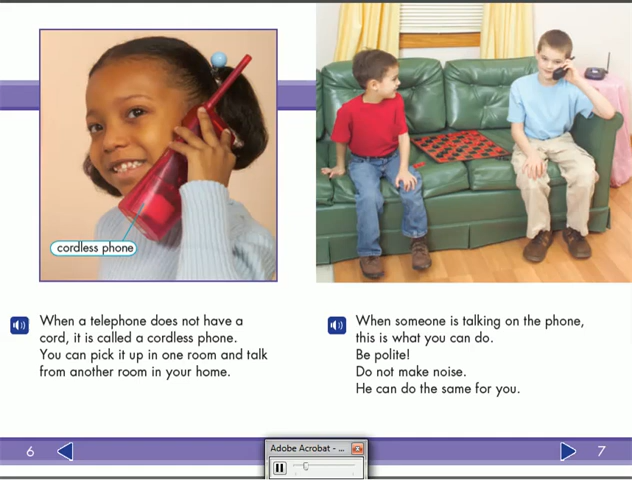 cordless phone
When a telephone does not have a
cord, it is called a cordless phone.
You can pick it up in one room and talk
from another room in your home.
When someone is talking on the phone,
this is what you can do.
Be polite!
Do not make noise.
He can do the same for you.
6
7
Adobe Acrobat - ...